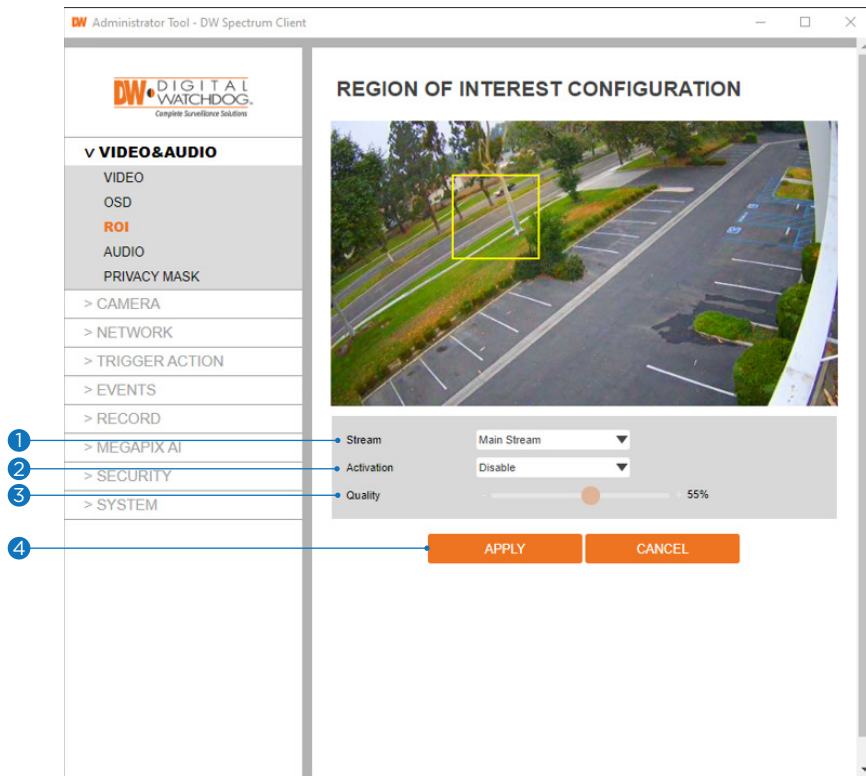 DW Administrator Tool - DW Spectrum Client
DW DIGITAL
WATCHDOG.
Complete Surveillance Solutions
V VIDEO&AUDIO
VIDEO
OSD
ROI
AUDIO
PRIVACY MASK
> CAMERA
> NETWORK
> TRIGGER ACTION
> EVENTS
> RECORD
> MEGAPIX AI
> SECURITY
> SYSTEM
REGION OF INTEREST CONFIGURATION
1 Stream Main Stream
2 Activation Disable
3 Quality - + 55%
4 APPLY CANCEL